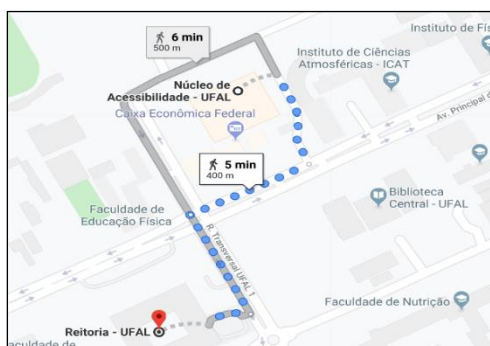 6 min
500 m
Instituto de Fí
Instituto de Ciências
Atmosféricas - ICAT
Núcleo de
Acessibilidade - UFAL
Caixa Econômica Federal
Av. Principal d
5 min
400 m
Biblioteca
Central - UFAL
Faculdade de
Educação Física
R. Transversal UFAL 1
Faculdade de Nutrição
Reitoria - UFAL
aculdade de